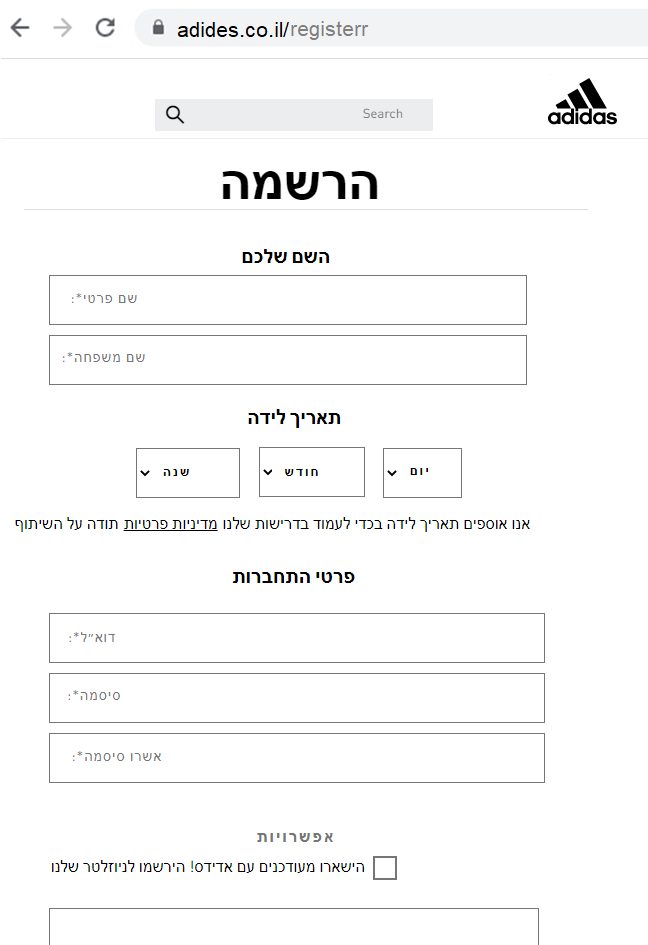 adides.co.il/registerr
Search
adidas
הרשמה
השם שלכם
שם פרטי*:
שם משפחה*:
תאריך לידה
יום
חודש
שנה
אנו אוספים תאריך לידה בכדי לעמוד בדרישות שלנו מדיניות פרטיות תודה על השיתוף
פרטי התחברות
דוא״ל*:
סיסמה*:
אשרו סיסמה*:
אפשרויות
הישארו מעודכנים עם אדידס! הירשמו לניוזלטר שלנו